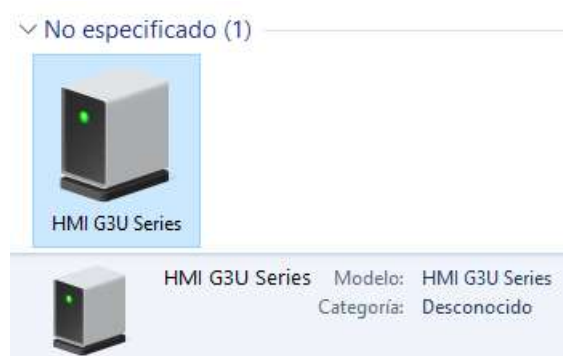 No especificado (1)
HMI G3U Series
HMI G3U Series Modelo: HMI G3U Series
Categoría: Desconocido